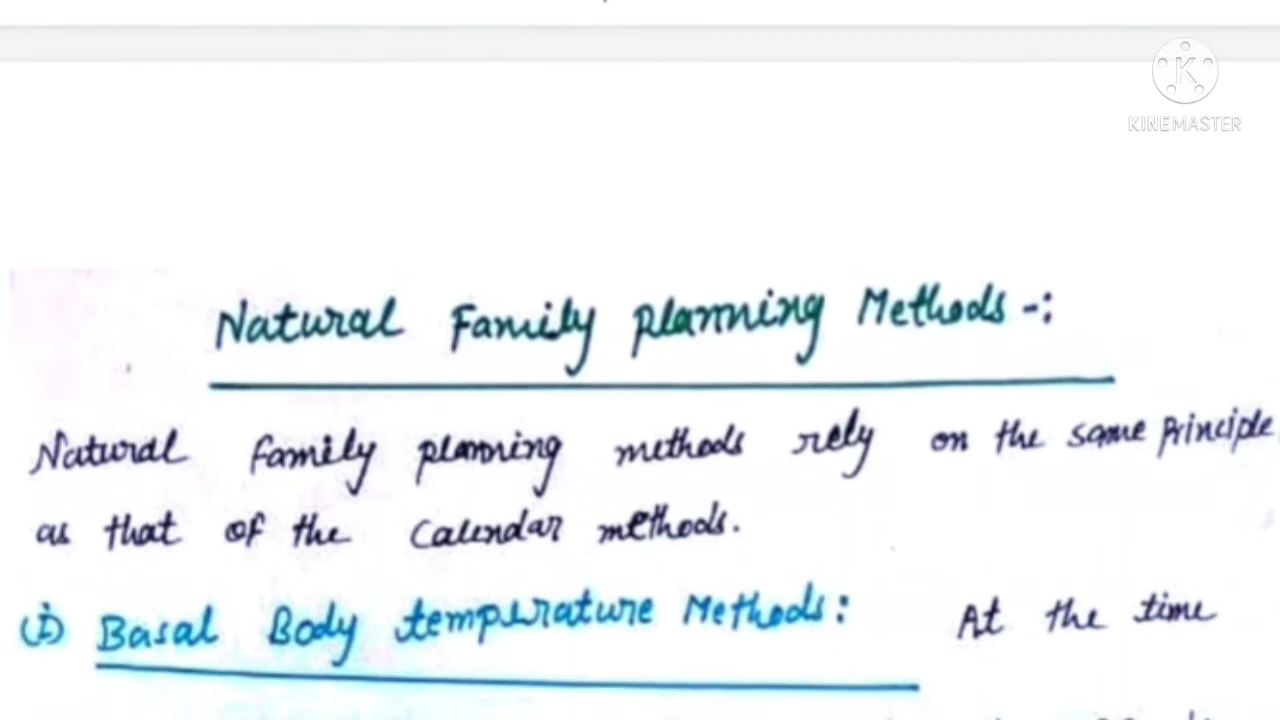 KINEMASTER
Natural Family planning Methods -:
Natural family planning methods rely on the same principle
as that of the Calendar methods.
(i) Basal Body temperature Methods: At the time